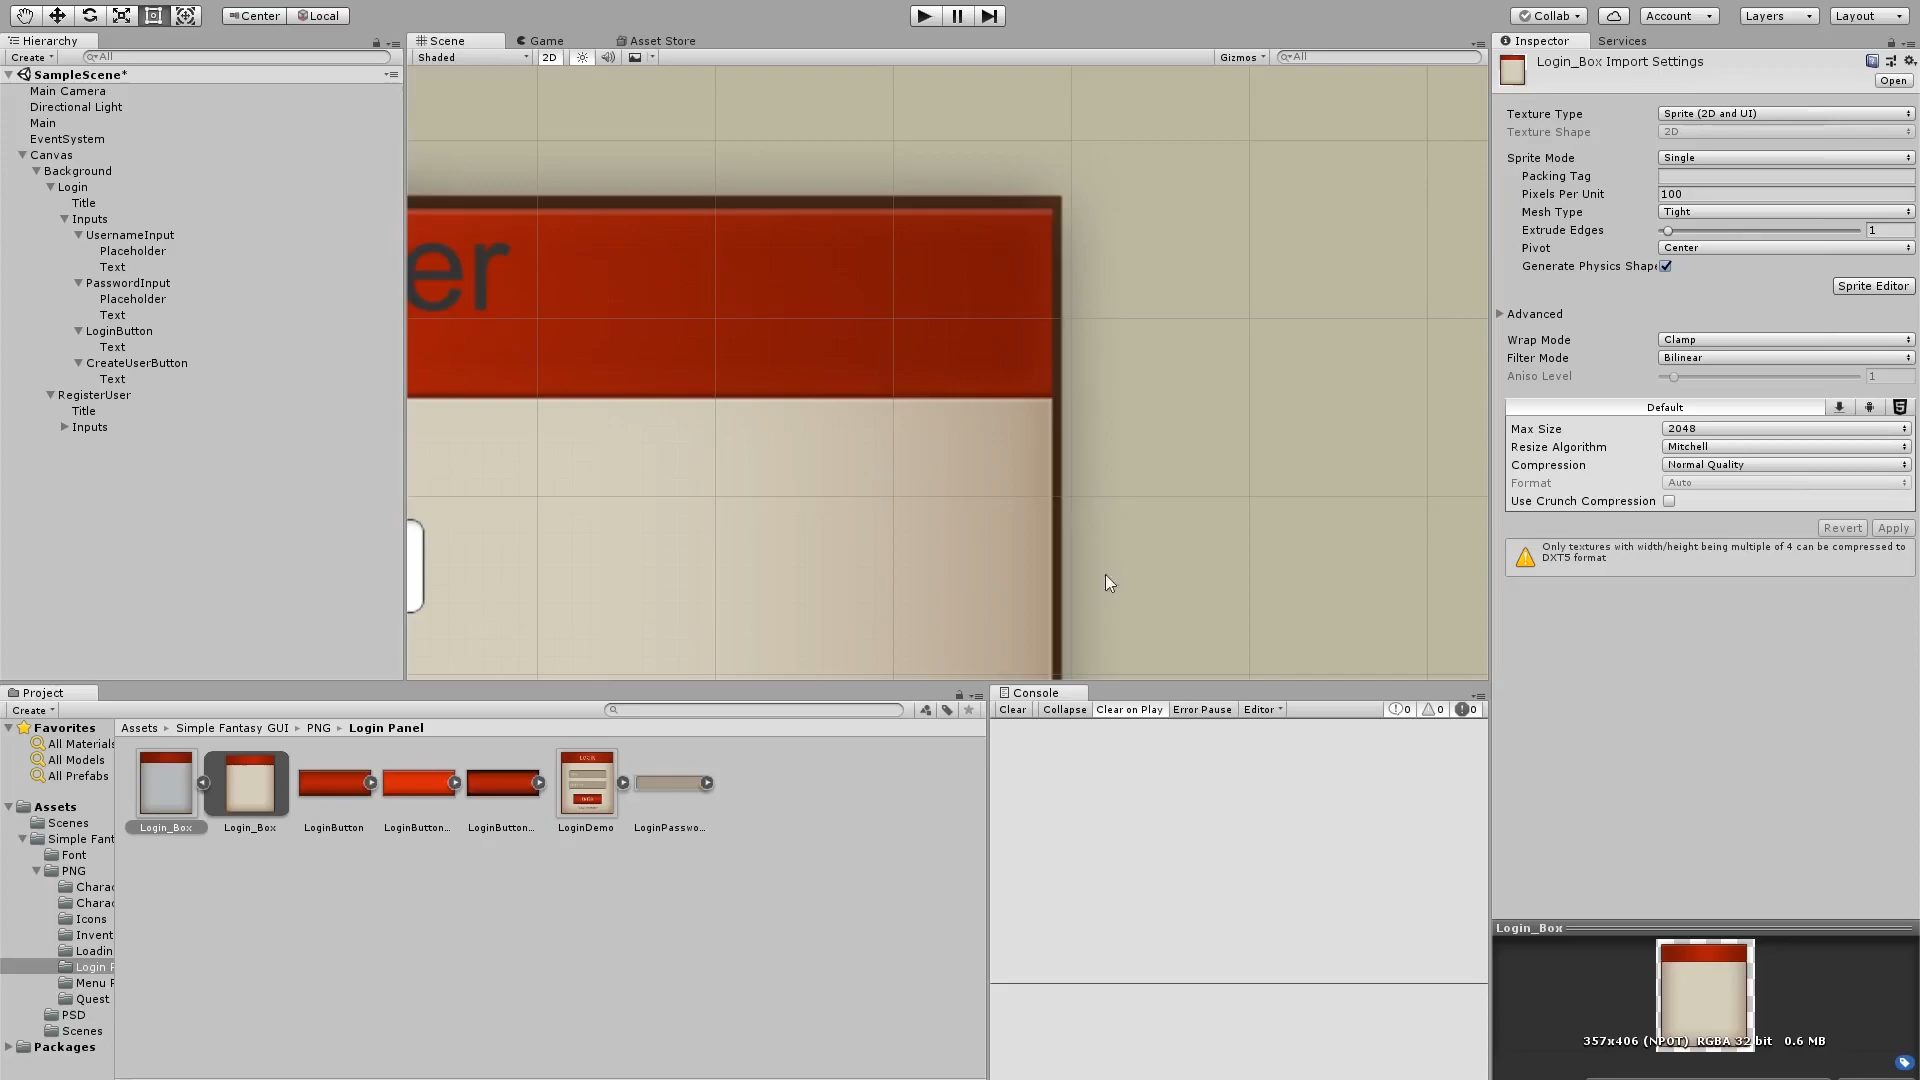 Center Local Collab Account Layers Layout
Hierarchy
Create All
SampleScene*
Main Camera
Directional Light
Main
EventSystem
Canvas
Background
Login
Title
Inputs
UsernameInput
Placeholder
Text
PasswordInput
Placeholder
Text
LoginButton
Text
CreateUserButton
Text
RegisterUser
Title
Inputs
Scene Game Asset Store
Shaded 2D Gizmos All
er
Inspector Services
Login_Box Import Settings
Open
Texture Type Sprite (2D and UI)
Texture Shape 2D
Sprite Mode Single
Packing Tag
Pixels Per Unit 100
Mesh Type Tight
Extrude Edges 1
Pivot Center
Generate Physics Shape
Sprite Editor
Advanced
Wrap Mode Clamp
Filter Mode Bilinear
Aniso Level 1
Default
Max Size 2048
Resize Algorithm Mitchell
Compression Normal Quality
Format Auto
Use Crunch Compression
Revert Apply
Only textures with width/height being multiple of 4 can be compressed to
DXT5 format
Project
Create
Favorites
All Materials
All Models
All Prefabs
Assets
Scenes
Simple Fant
Font
PNG
Charac
Charac
Icons
Invent
Loadin
Login P
Menu P
Quest
PSD
Scenes
Packages
Assets Simple Fantasy GUI PNG Login Panel
LOGIN
Login_Box Login_Box LoginButton LoginButton... LoginButton... LoginDemo LoginPasswo...
Console
Clear Collapse Clear on Play Error Pause Editor 0 0 0
Login_Box
357x406 (NPOT) RGBA 32 bit 0.6 MB